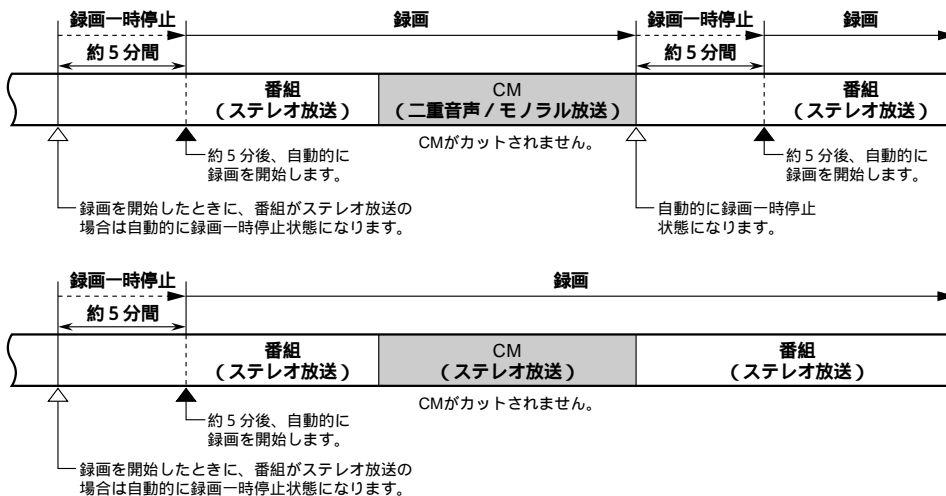 録画一時停止
録画
録画一時停止
録画
約5分間
約5分間
番組
（ステレオ放送）
CM
（二重音声/モノラル放送）
番組
（ステレオ放送）
CMがカットされません。
約5分後、自動的に
録画を開始します。
約5分後、自動的に
録画を開始します。
録画を開始したときに、番組がステレオ放送の
場合は自動的に録画一時停止状態になります。
自動的に録画一時停止
状態になります。
録画一時停止
録画
約5分間
番組
（ステレオ放送）
CM
（ステレオ放送）
番組
（ステレオ放送）
CMがカットされません。
約5分後、自動的に
録画を開始します。
録画を開始したときに、番組がステレオ放送の
場合は自動的に録画一時停止状態になります。